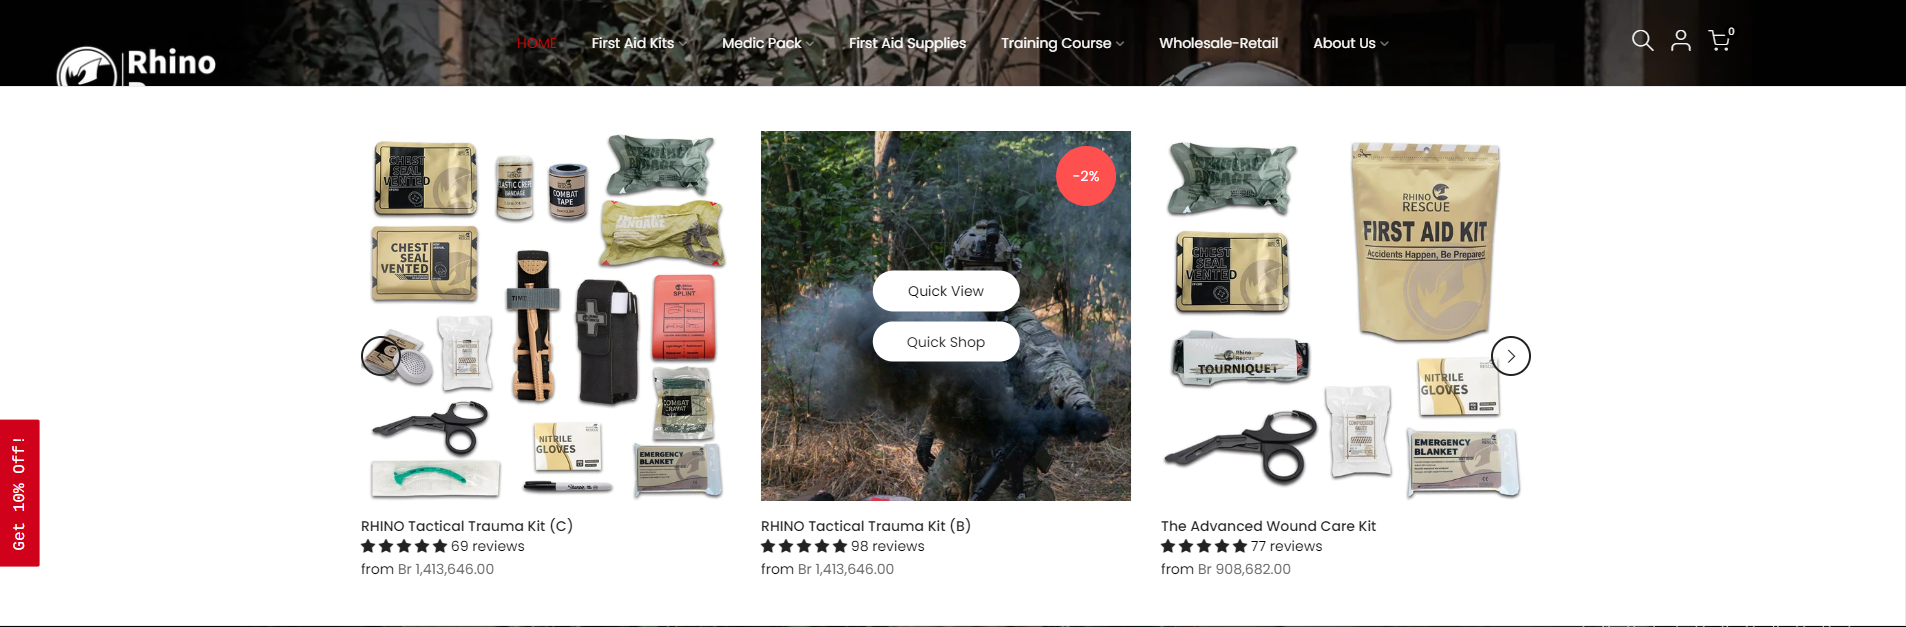 Rhino
HOME
First Aid Kits
Medic Pack
First Aid Supplies
Training Course
Wholesale-Retail
About Us
0
CHEST
SEAL
VENTED
ELASTIC CREPE
BANDAGE
COMBAT
TAPE
BANDAGE
CHEST
SEAL
VENTED
TIME
SPLINT
COMBAT
CRAVAT
NITRILE
GLOVES
EMERGENCY
BLANKET
Sharpie
-2%
Quick View
Quick Shop
CHEST
SEAL
VENTED
RHINO
RESCUE
FIRST AID KIT
Accidents Happen, Be Prepared
Rhino
Rescue
TOURNIQUET
NITRILE
GLOVES
EMERGENCY
BLANKET
Get 10% Off!
RHINO Tactical Trauma Kit (C)
69 reviews
from Br 1,413,646.00
RHINO Tactical Trauma Kit (B)
98 reviews
from Br 1,413,646.00
The Advanced Wound Care Kit
77 reviews
from Br 908,682.00